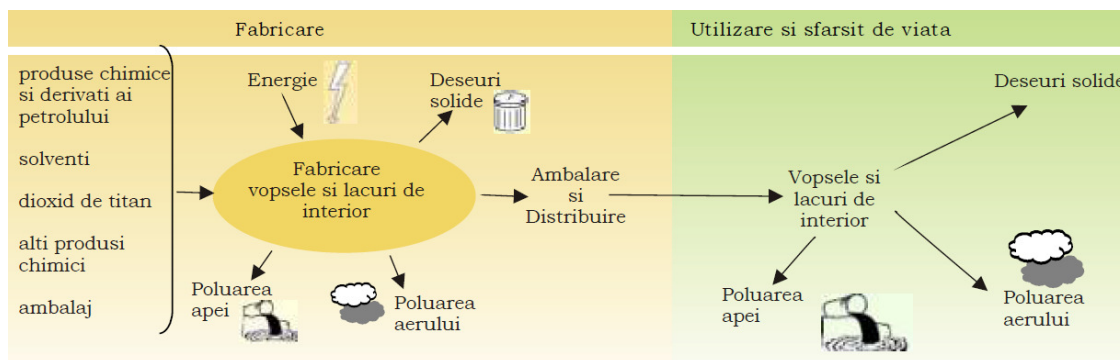 Fabricare
Utilizare si sfarsit de viata
produse chimice
si derivati ai
petrolului
solventi
dioxid de titan
alti produsi
chimici
ambalaj
Energie
Deseuri
solide
Fabricare
vopsele si lacuri de
interior
Poluarea
apei
Poluarea
aerului
Ambalare
si
Distribuire
Vopsele si
lacuri de
interior
Deseuri solide
Poluarea
apei
Poluarea
aerului